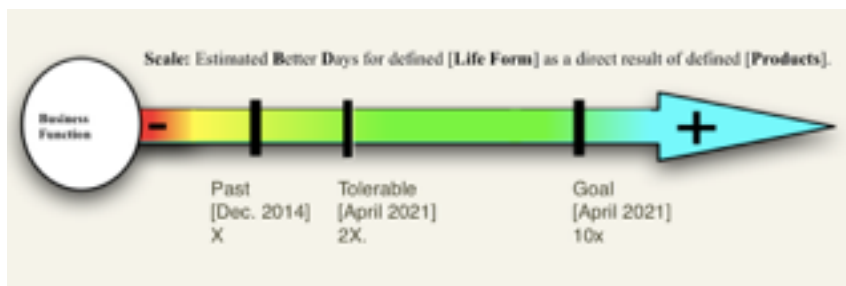 Scale: Estimated Better Days for defined [Life Form] as a direct result of defined [Products].
Business
Function
-
+
Past
[Dec. 2014]
X
Tolerable
[April 2021]
2X.
Goal
[April 2021]
10x